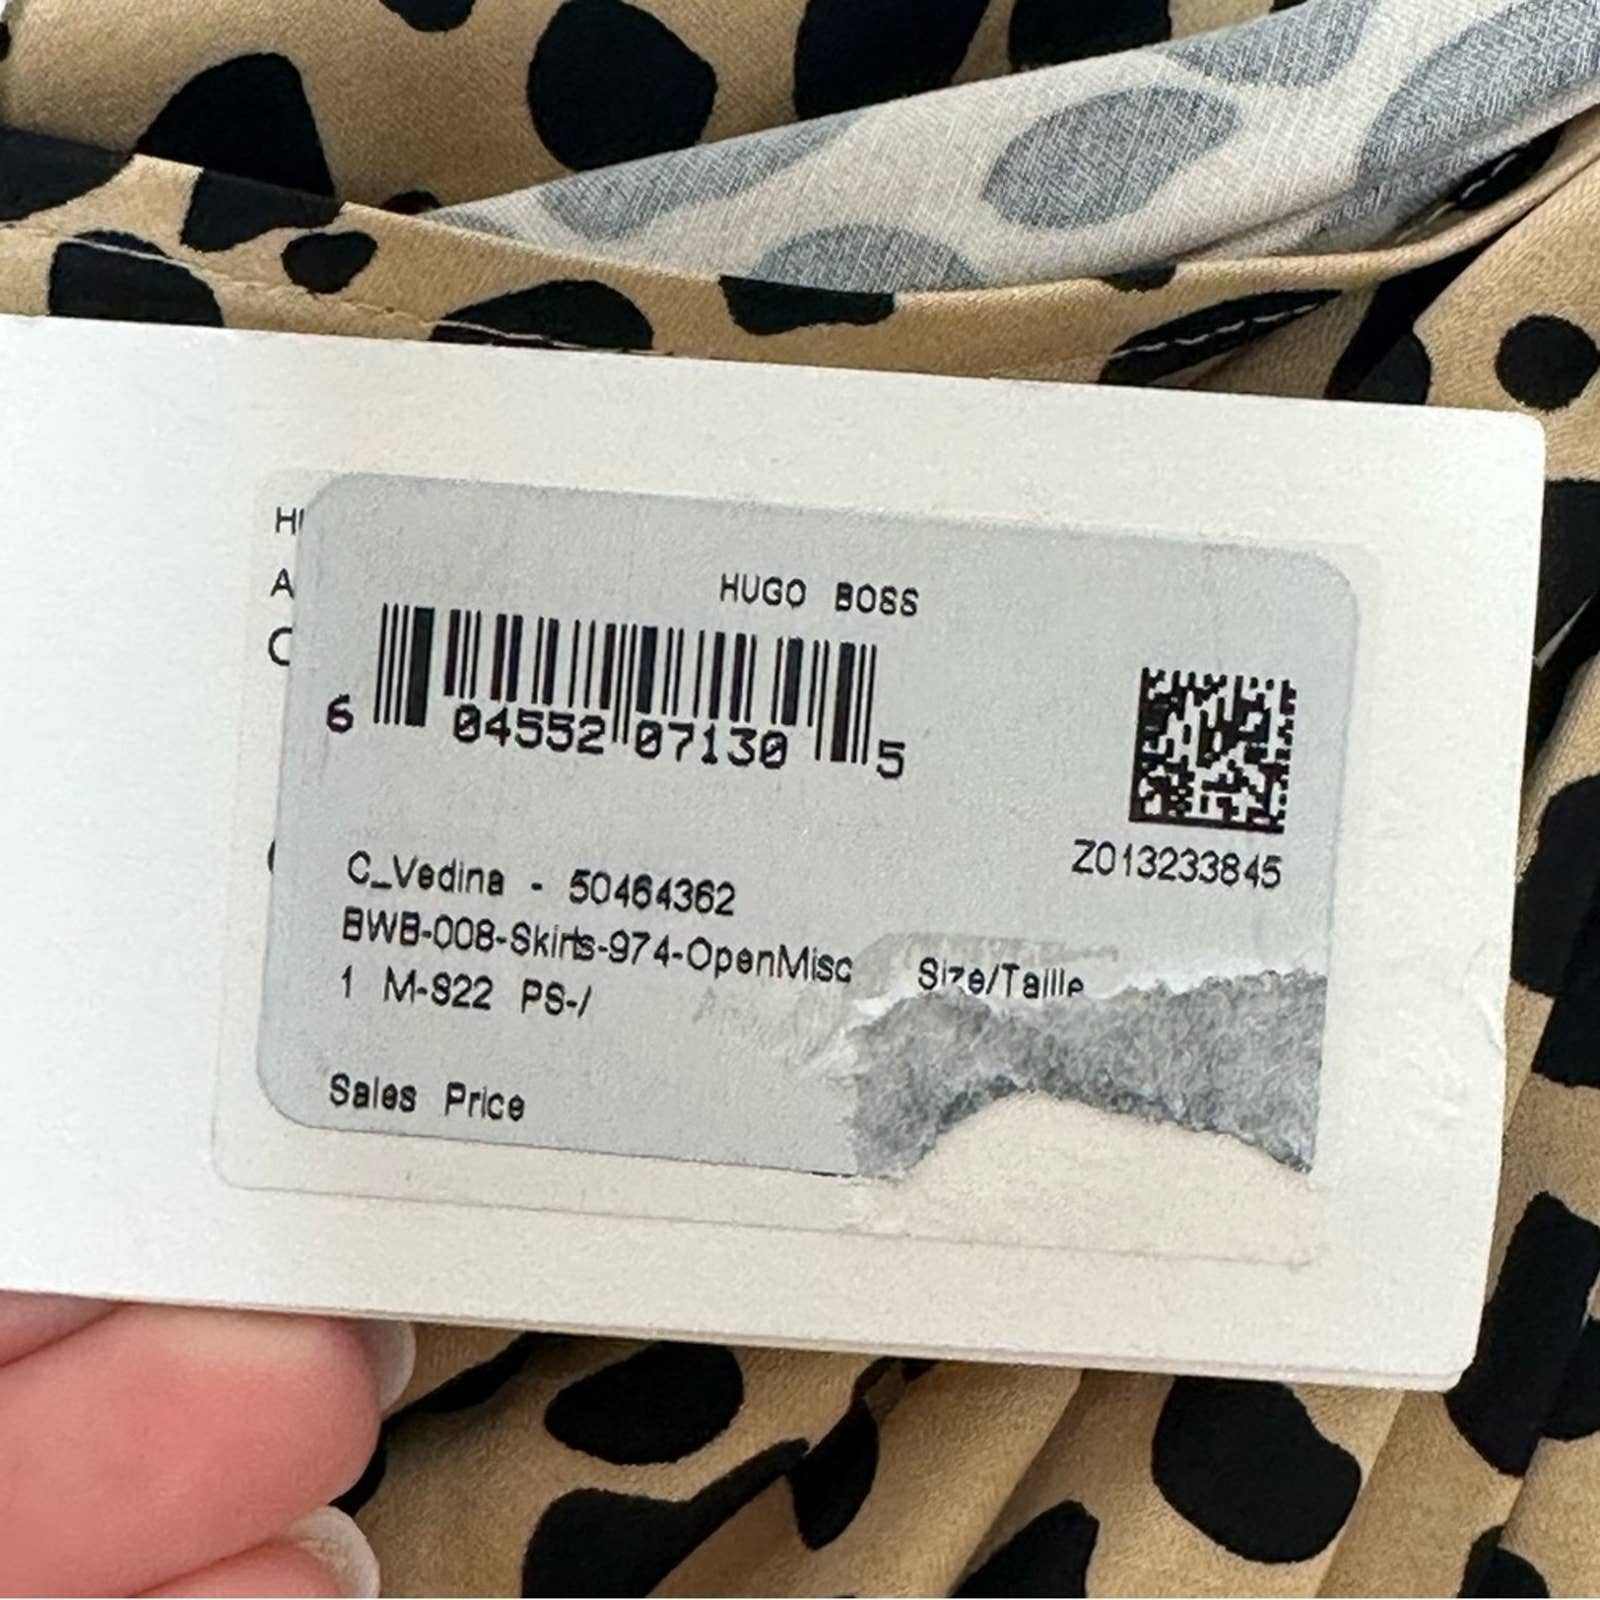 HUGO BOSS
6 04552 07130 5
Z013233845
C_Vedina - 50464362
BWB-008-Skirts-974-OpenMisc
Size/Taille
1 M-S22 PS-/
Sales Price